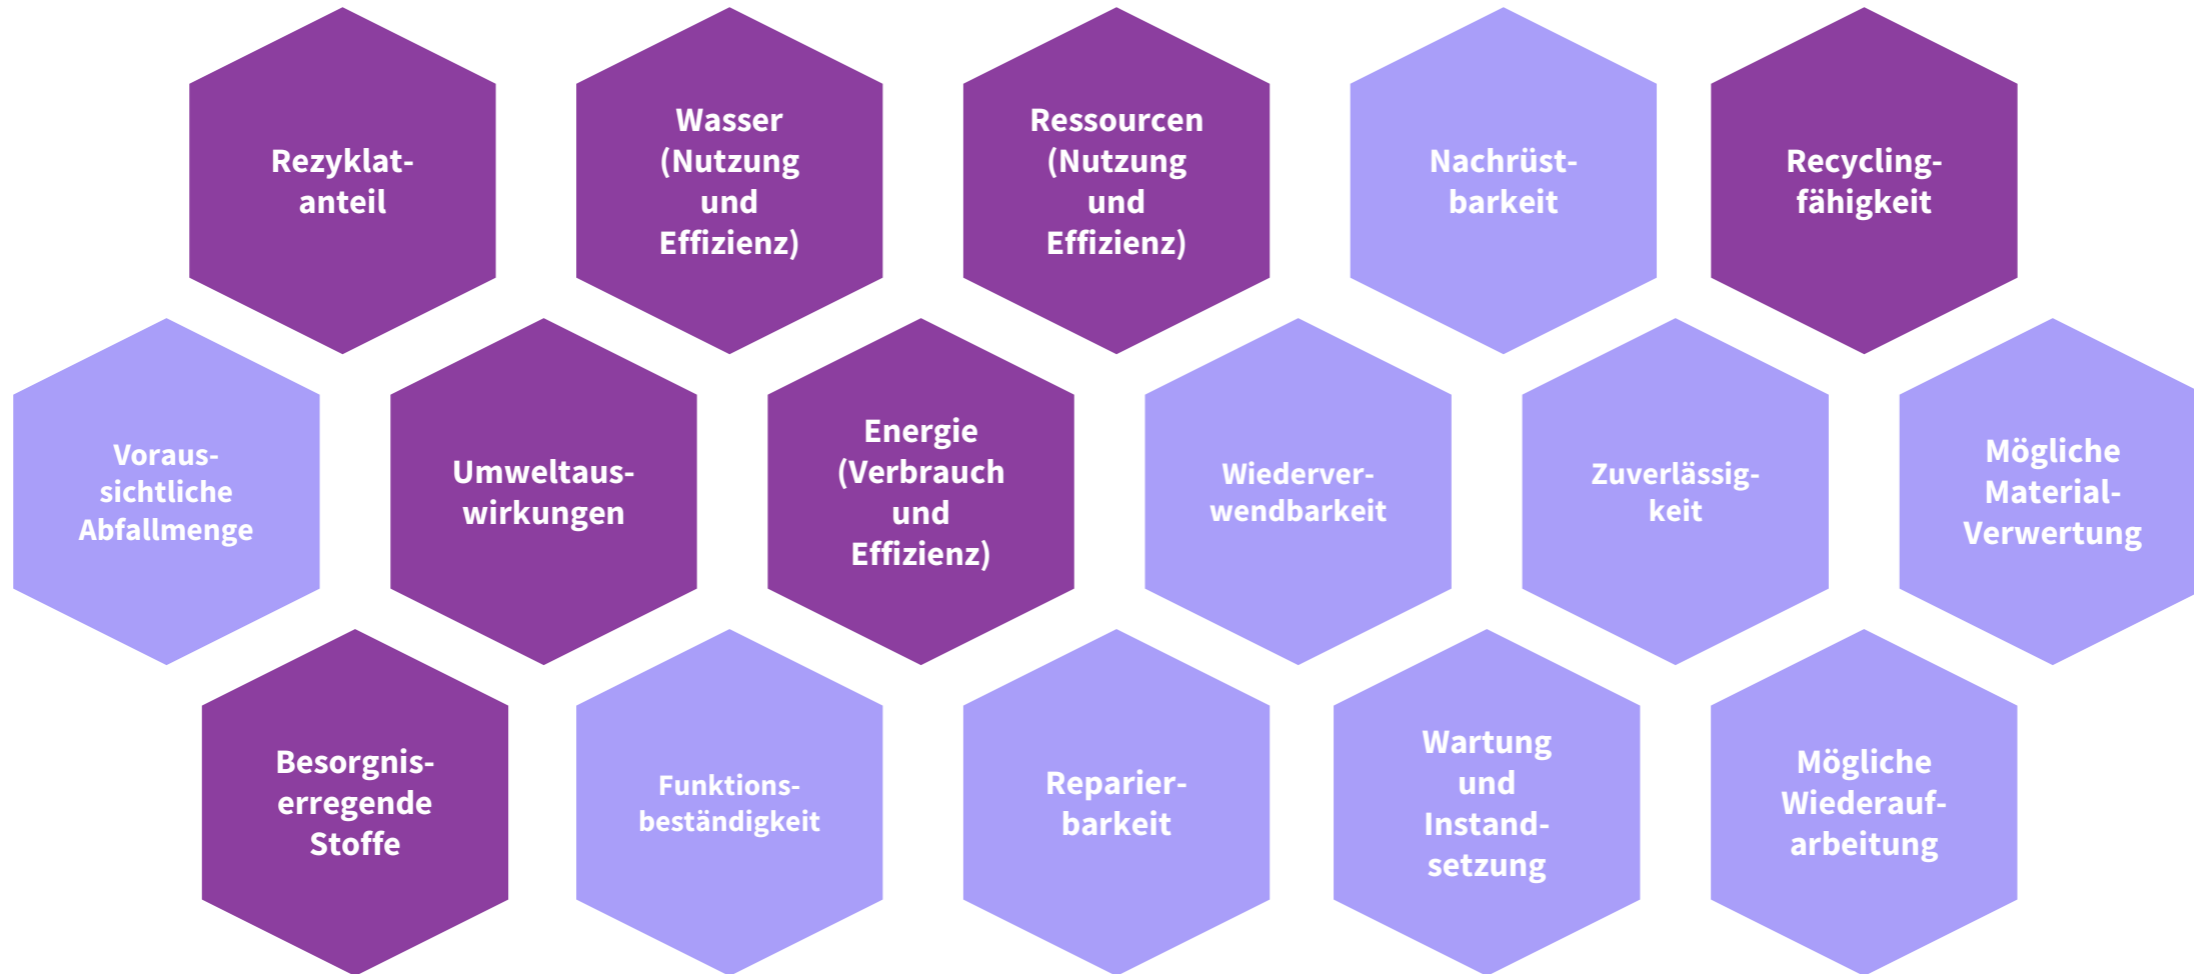 Rezyklat-
anteil
Wasser
(Nutzung
und
Effizienz)
Ressourcen
(Nutzung
und
Effizienz)
Nachrüst-
barkeit
Recycling-
fähigkeit
Voraus-
sichtliche
Abfallmenge
Umweltaus-
wirkungen
Energie
(Verbrauch
und
Effizienz)
Wiederver-
wendbarkeit
Zuverlässig-
keit
Mögliche
Material-
Verwertung
Besorgnis-
erregende
Stoffe
Funktions-
beständigkeit
Reparier-
barkeit
Wartung
und
Instand-
setzung
Mögliche
Wiederauf-
arbeitung